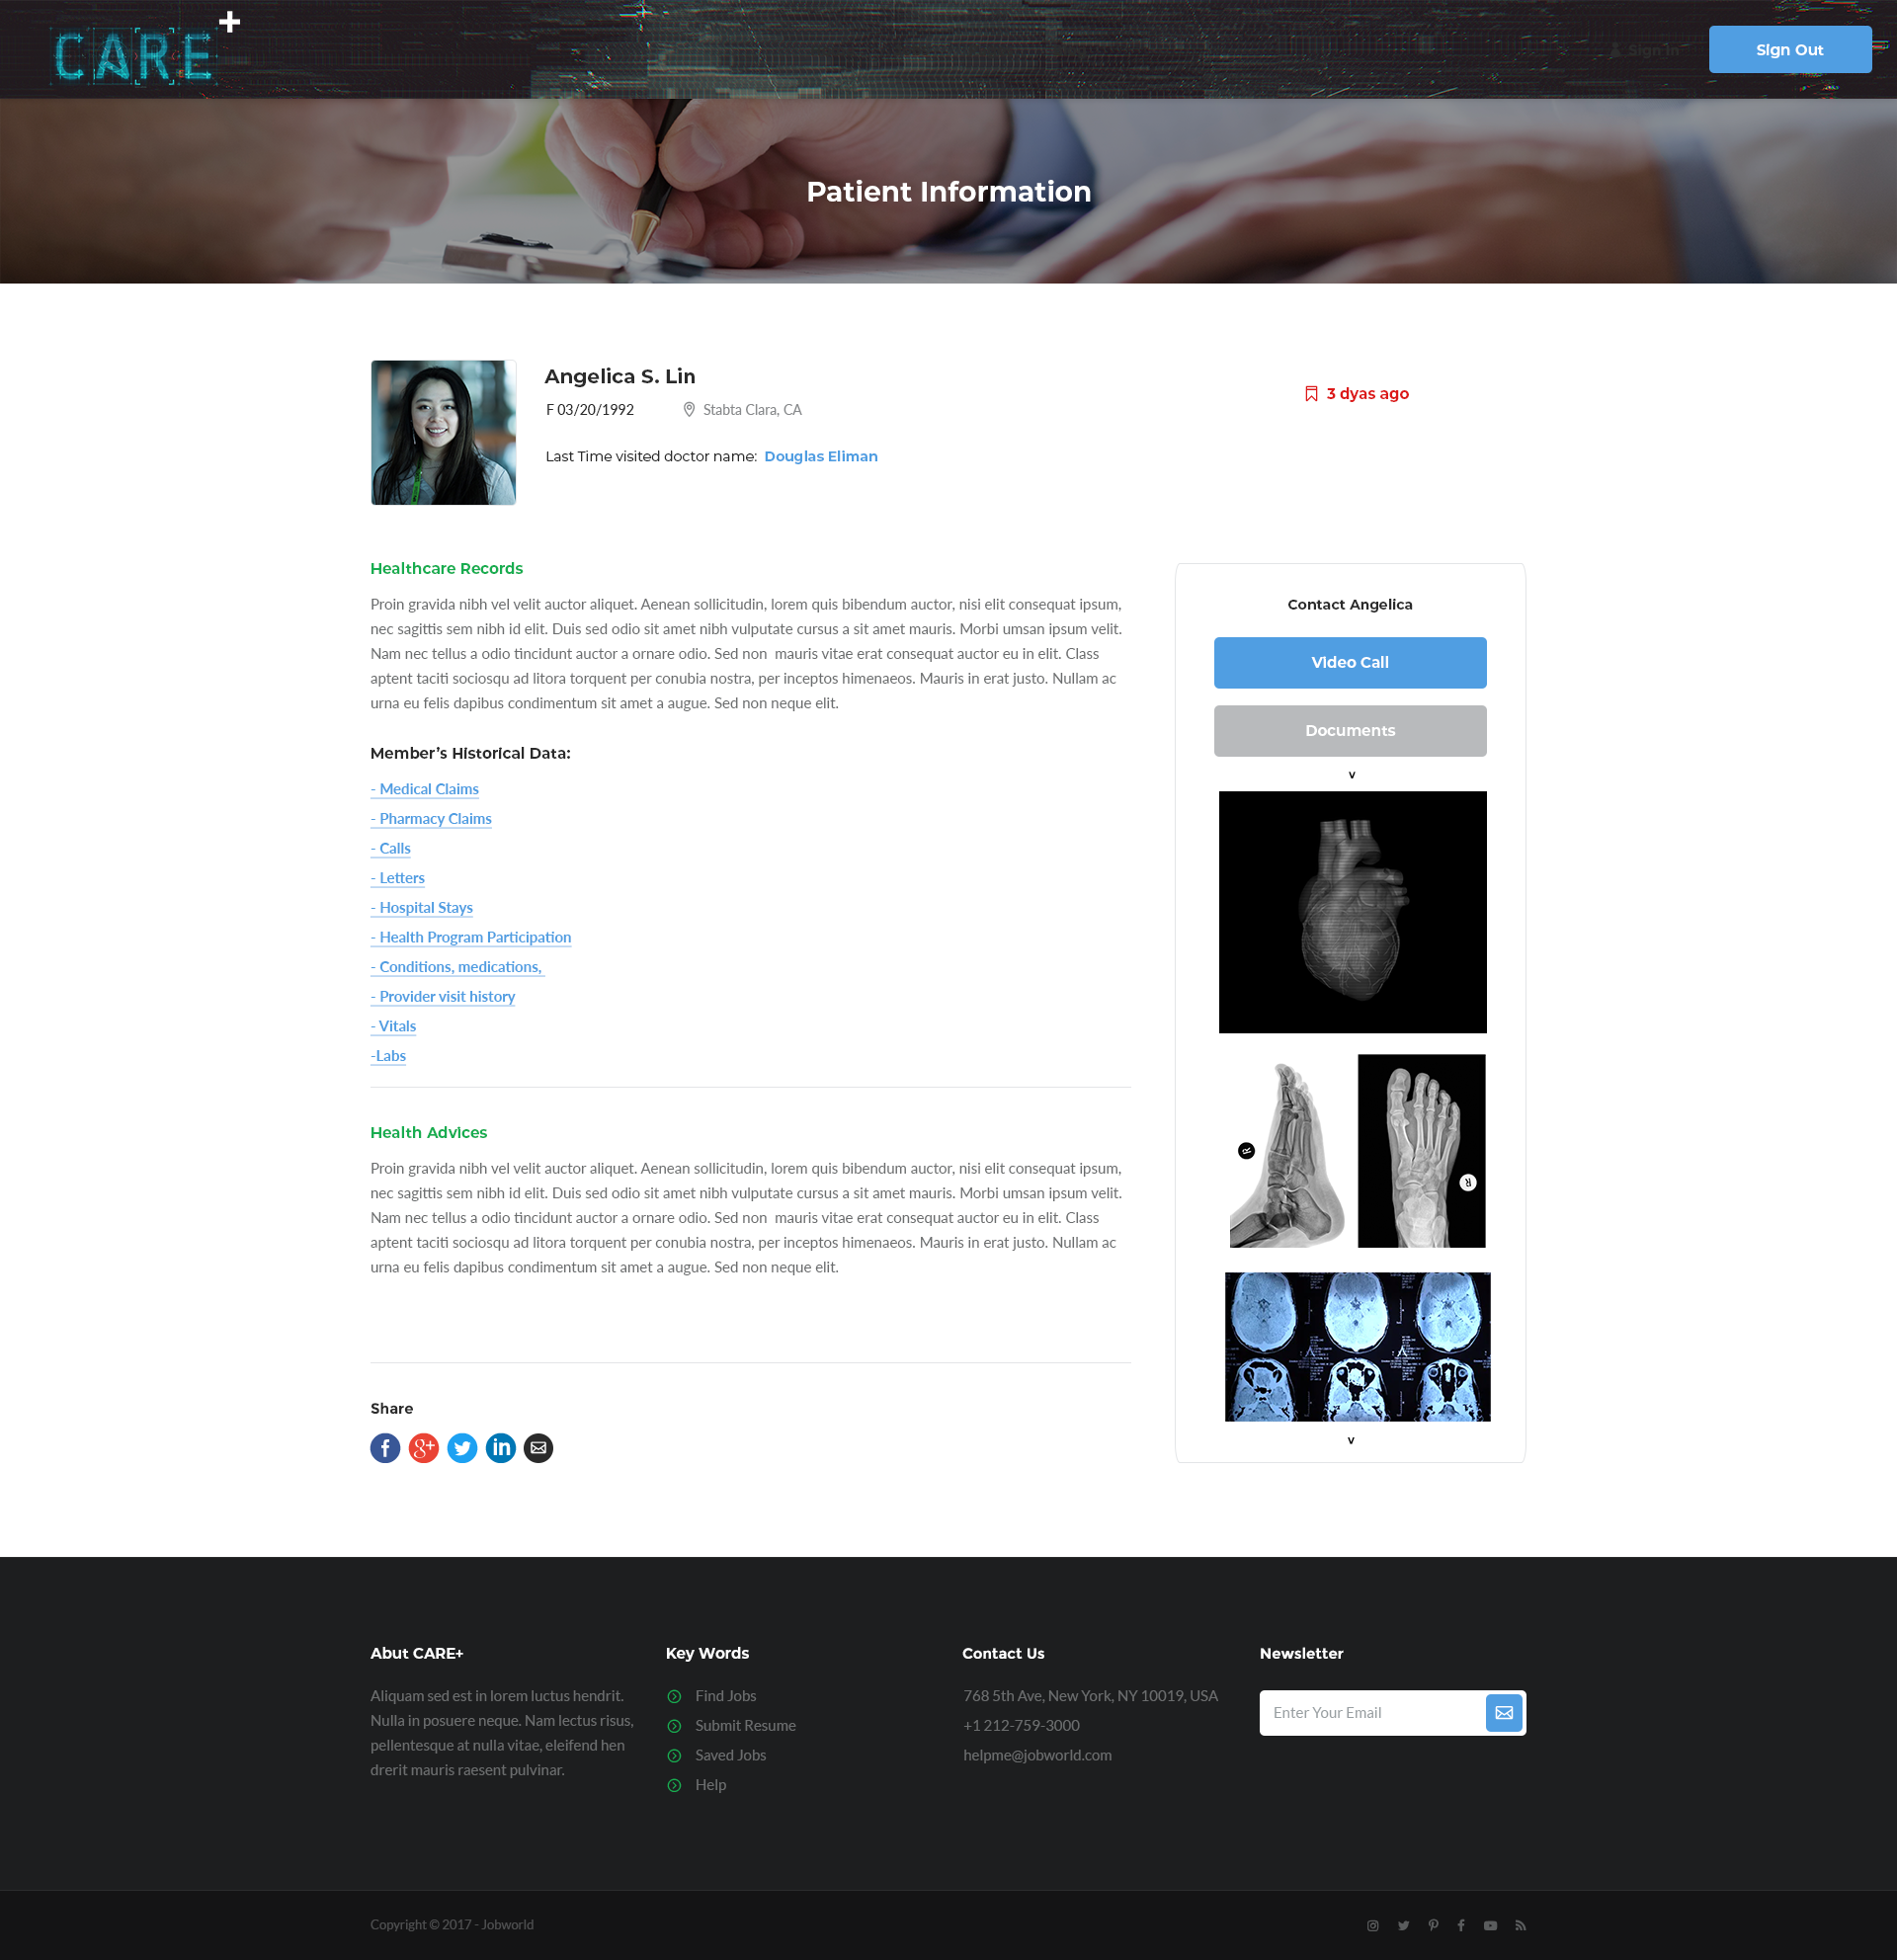 CARE+
Sign In
Sign Out
Patient Information
Angelica S. Lin
F 03/20/1992
Stabta Clara, CA
3 dyas ago
Last Time visited doctor name: Douglas Eliman
Healthcare Records
Proin gravida nibh vel velit auctor aliquet. Aenean sollicitudin, lorem quis bibendum auctor, nisi elit consequat ipsum,
nec sagittis sem nibh id elit. Duis sed odio sit amet nibh vulputate cursus a sit amet mauris. Morbi umsan ipsum velit.
Nam nec tellus a odio tincidunt auctor a ornare odio. Sed non  mauris vitae erat consequat auctor eu in elit. Class
aptent taciti sociosqu ad litora torquent per conubia nostra, per inceptos himenaeos. Mauris in erat justo. Nullam ac
urna eu felis dapibus condimentum sit amet a augue. Sed non neque elit.
Member’s Historical Data:
- Medical Claims
- Pharmacy Claims
- Calls
- Letters
- Hospital Stays
- Health Program Participation
- Conditions, medications,
- Provider visit history
- Vitals
-Labs
Health Advices
Proin gravida nibh vel velit auctor aliquet. Aenean sollicitudin, lorem quis bibendum auctor, nisi elit consequat ipsum,
nec sagittis sem nibh id elit. Duis sed odio sit amet nibh vulputate cursus a sit amet mauris. Morbi umsan ipsum velit.
Nam nec tellus a odio tincidunt auctor a ornare odio. Sed non  mauris vitae erat consequat auctor eu in elit. Class
aptent taciti sociosqu ad litora torquent per conubia nostra, per inceptos himenaeos. Mauris in erat justo. Nullam ac
urna eu felis dapibus condimentum sit amet a augue. Sed non neque elit.
Share
Contact Angelica
Video Call
Documents
v
R
R
v
Abut CARE+
Aliquam sed est in lorem luctus hendrit.
Nulla in posuere neque. Nam lectus risus,
pellentesque at nulla vitae, eleifend hen
drerit mauris raesent pulvinar.
Key Words
Find Jobs
Submit Resume
Saved Jobs
Help
Contact Us
768 5th Ave, New York, NY 10019, USA
+1 212-759-3000
helpme@jobworld.com
Newsletter
Enter Your Email
Copyright © 2017 - Jobworld